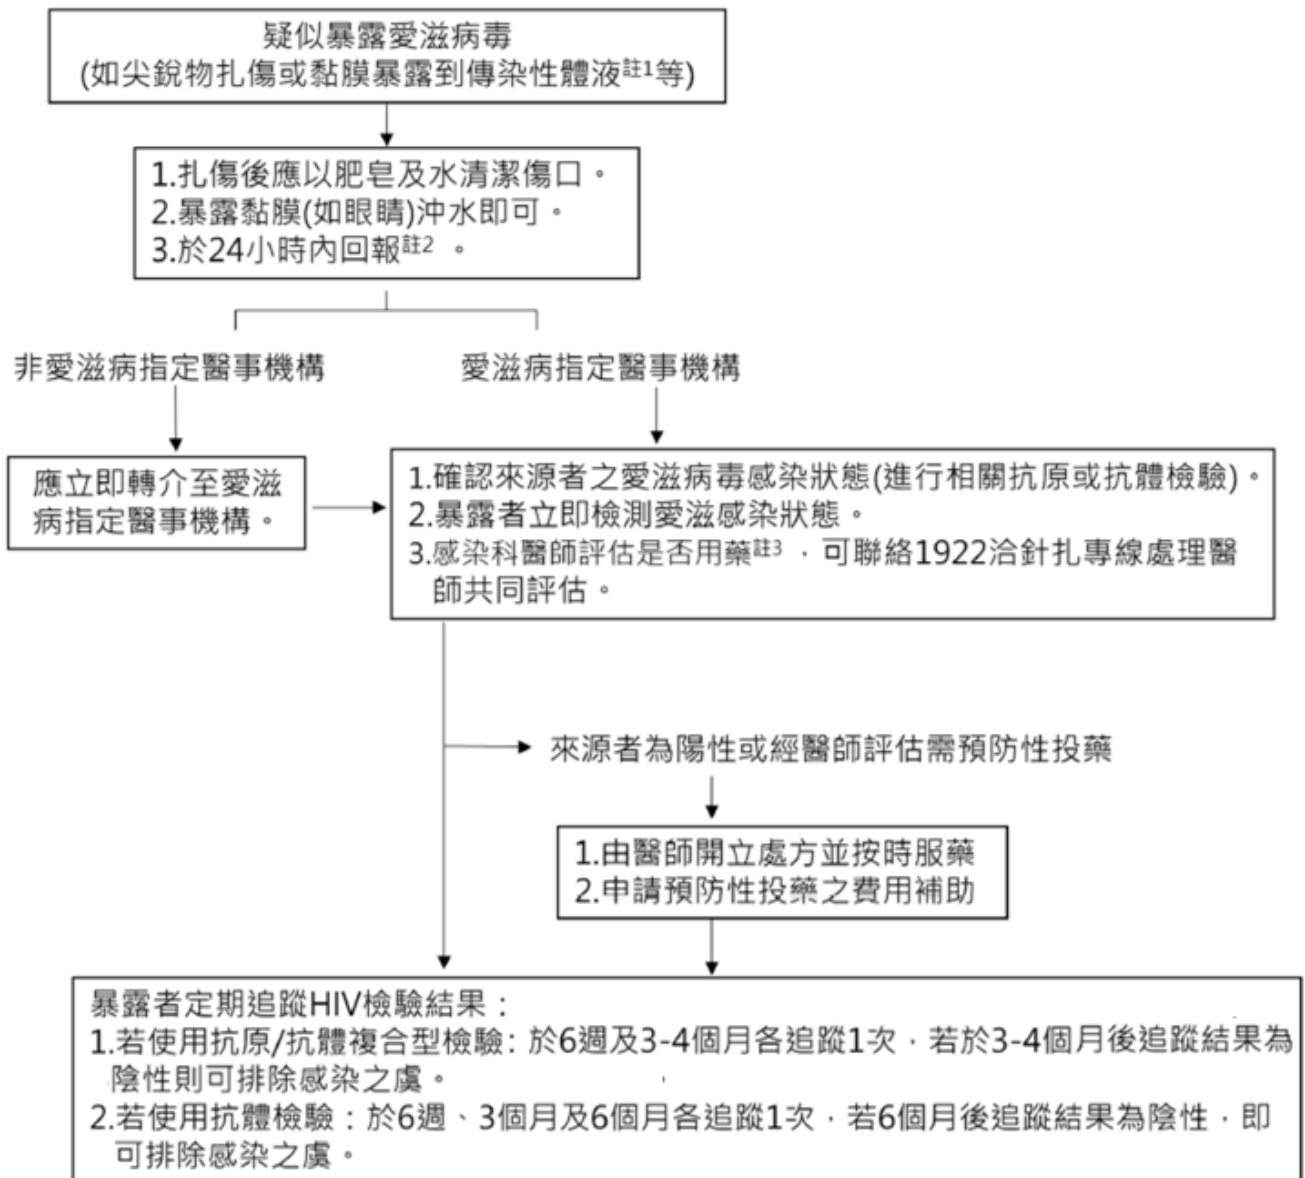 疑似暴露愛滋病毒
(如尖銳物扎傷或黏膜暴露到傳染性體液註1等)
1.扎傷後應以肥皂及水清潔傷口。
2.暴露黏膜(如眼睛)沖水即可。
3.於24小時內回報註2 。
非愛滋病指定醫事機構
愛滋病指定醫事機構
應立即轉介至愛滋
病指定醫事機構。
1.確認來源者之愛滋病毒感染狀態(進行相關抗原或抗體檢驗)。
2.暴露者立即檢測愛滋感染狀態。
3.感染科醫師評估是否用藥註3 ，可聯絡1922洽針扎專線處理醫
師共同評估。
來源者為陽性或經醫師評估需預防性投藥
1.由醫師開立處方並按時服藥
2.申請預防性投藥之費用補助
暴露者定期追蹤HIV檢驗結果：
1.若使用抗原/抗體複合型檢驗: 於6週及3-4個月各追蹤1次，若於3-4個月後追蹤結果為
陰性則可排除感染之虞。
2.若使用抗體檢驗：於6週、3個月及6個月各追蹤1次，若6個月後追蹤結果為陰性，即
可排除感染之虞。